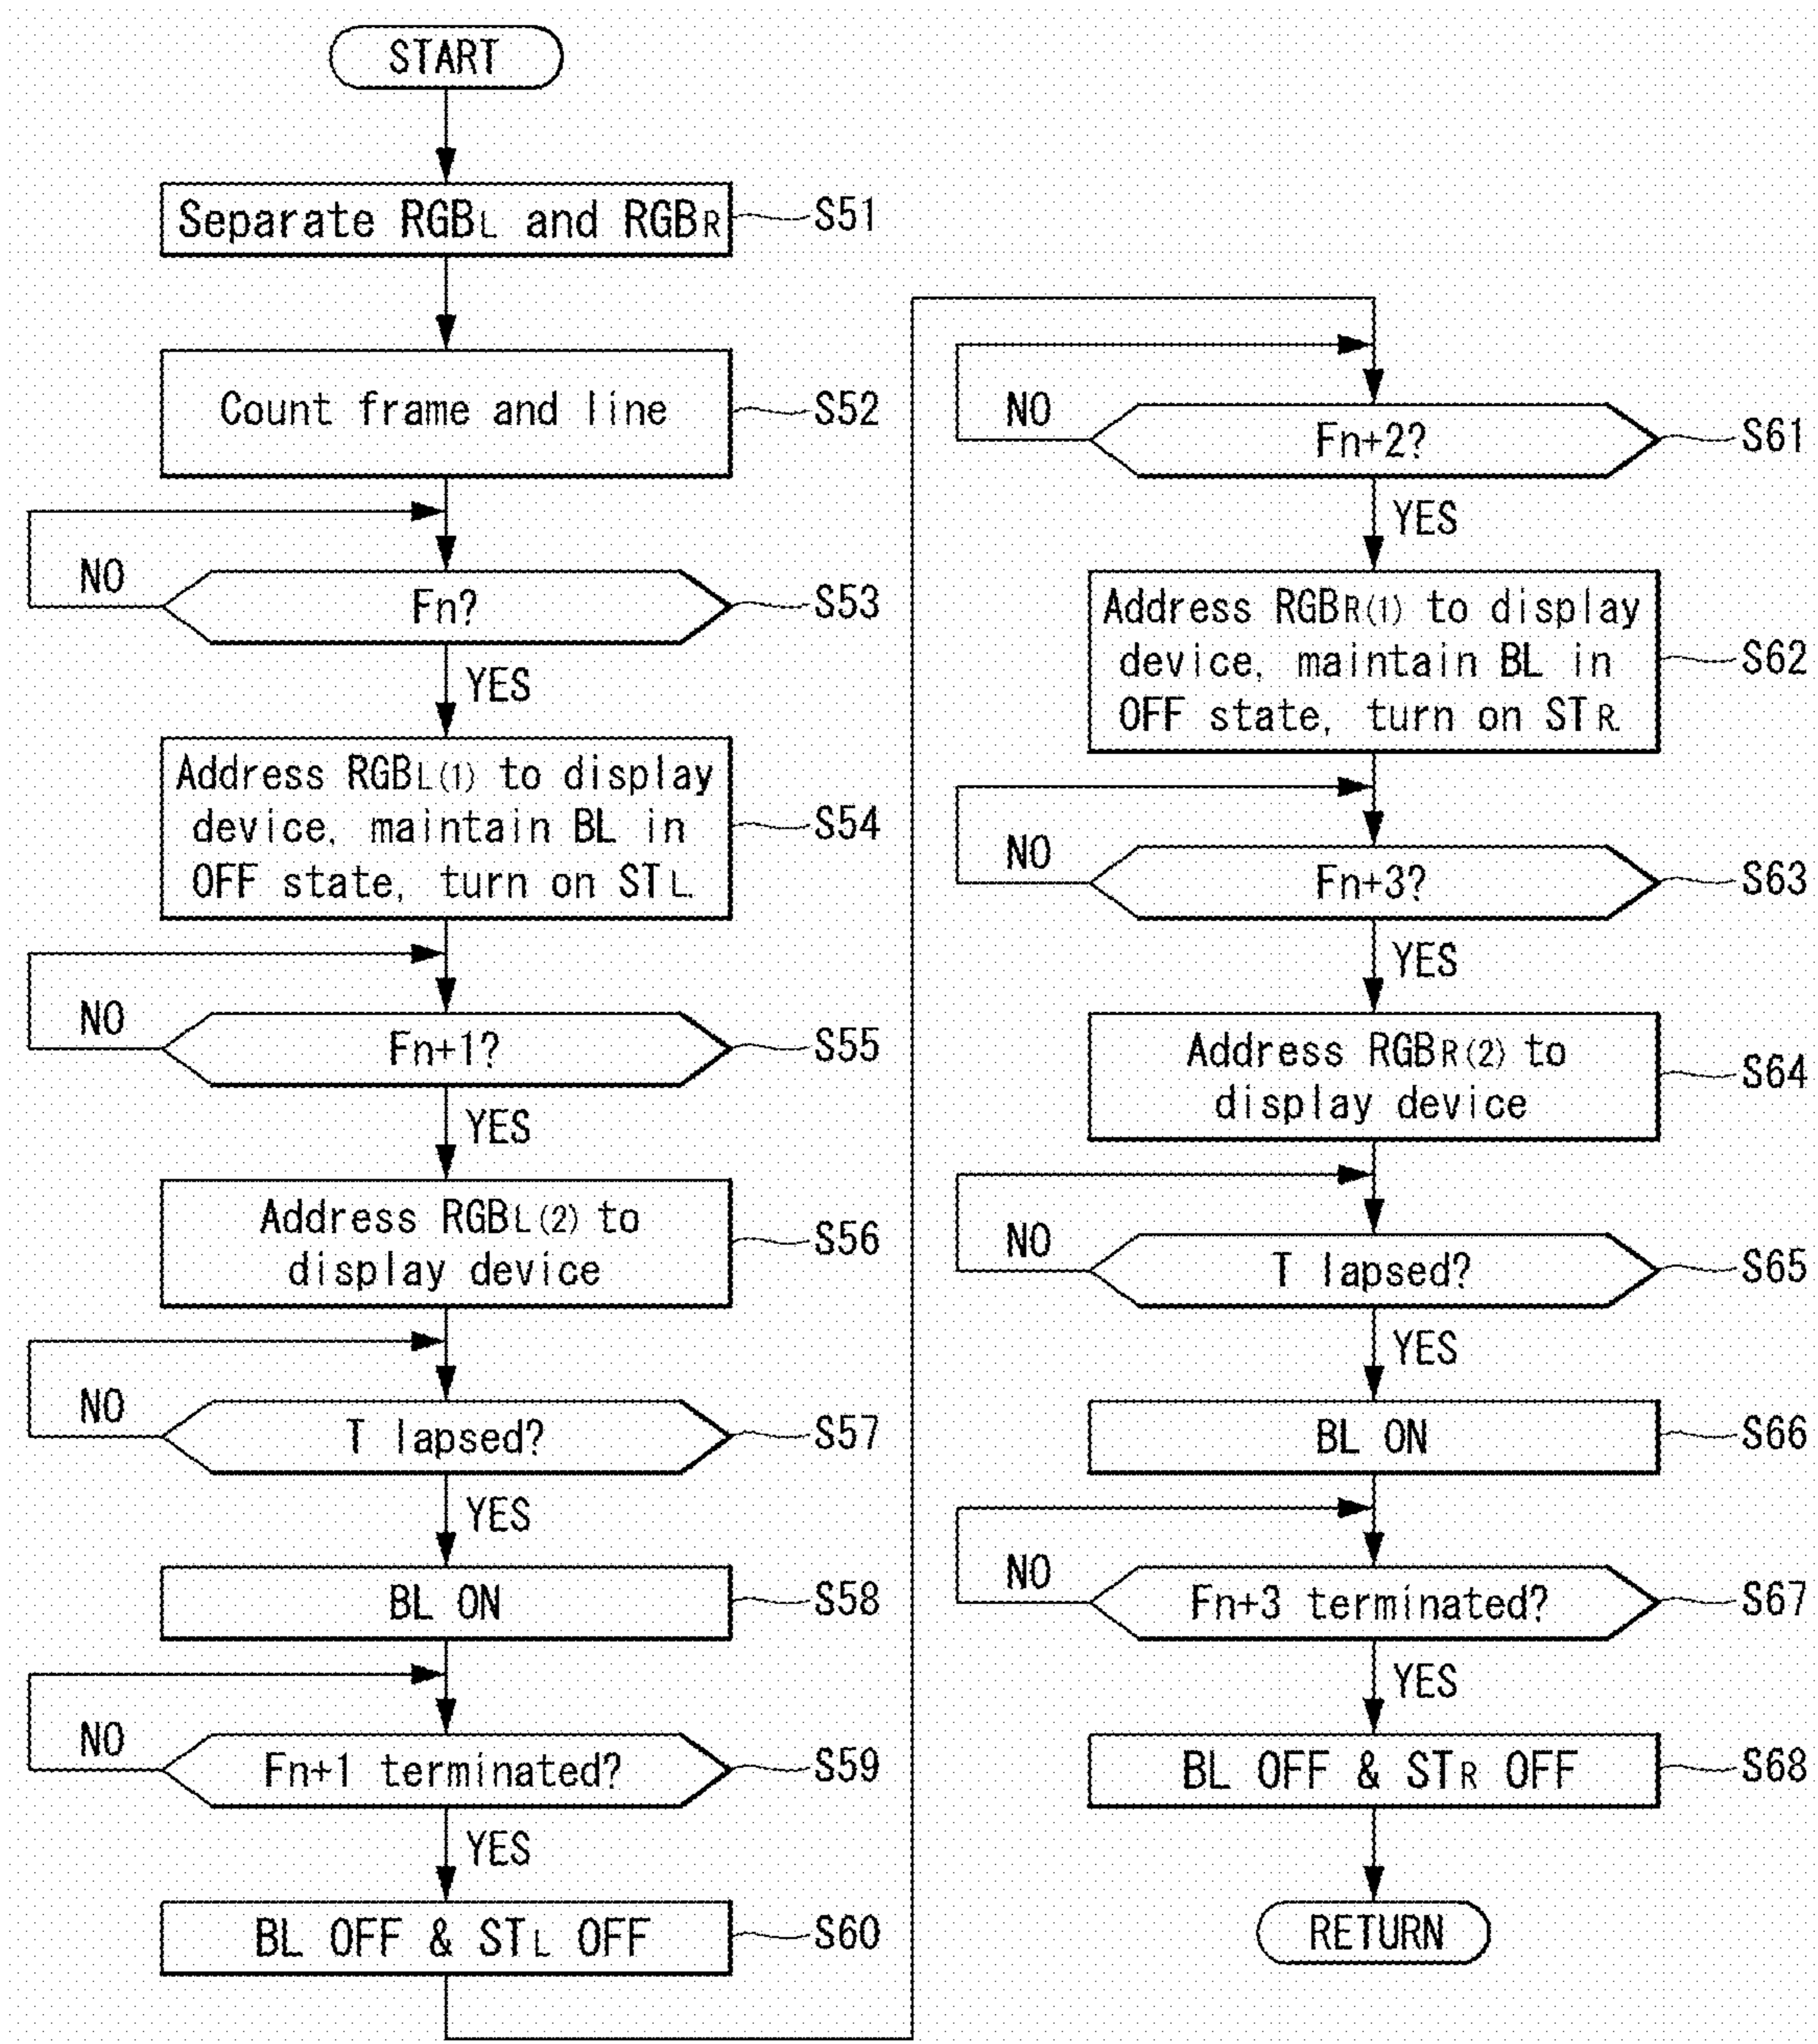 START
Separate RGBL and RGBR
S51
Count frame and line
S52
NO
Fn?
S53
YES
Address RGBL(1) to display
device, maintain BL in
OFF state, turn on STL.
S54
NO
Fn+1?
S55
YES
Address RGBL(2) to
display device
S56
NO
T lapsed?
S57
YES
BL ON
S58
NO
Fn+1 terminated?
S59
YES
BL OFF & STL OFF
S60
NO
Fn+2?
S61
YES
Address RGBR(1) to display
device, maintain BL in
OFF state, turn on STR.
S62
NO
Fn+3?
S63
YES
Address RGBR(2) to
display device
S64
NO
T lapsed?
S65
YES
BL ON
S66
NO
Fn+3 terminated?
S67
YES
BL OFF & STR OFF
S68
RETURN